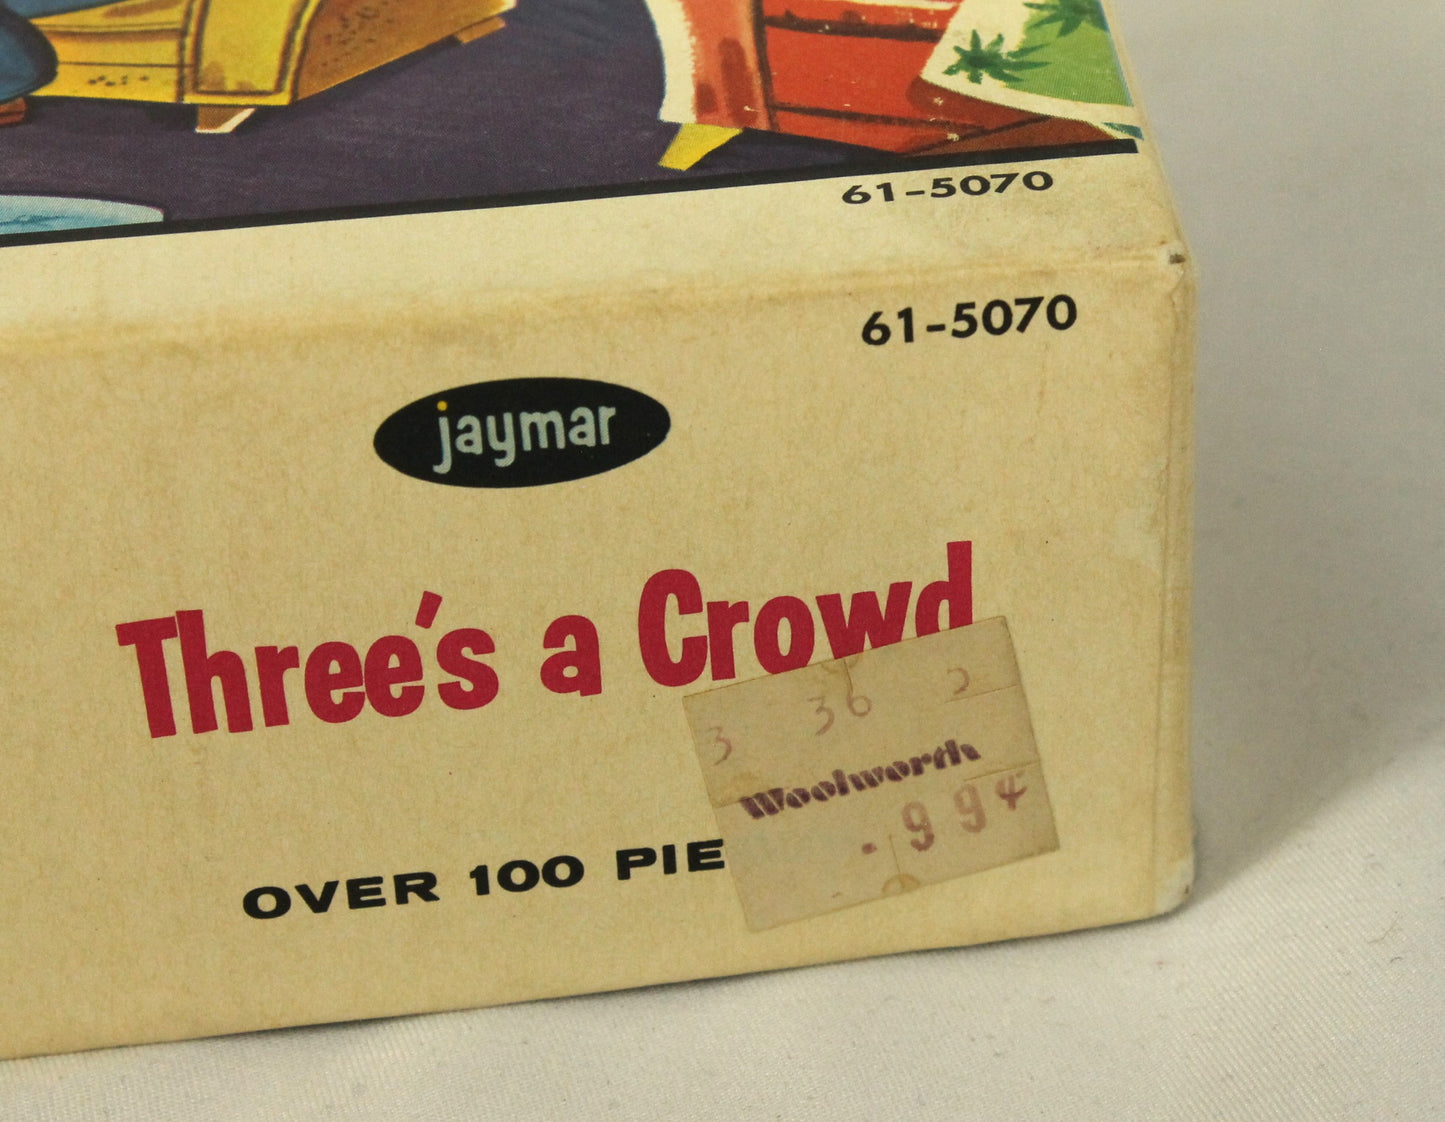 61-5070
61-5070
jaymar
Three's a Crowd
3 36 2
Woolworth
.99¢
OVER 100 PIE